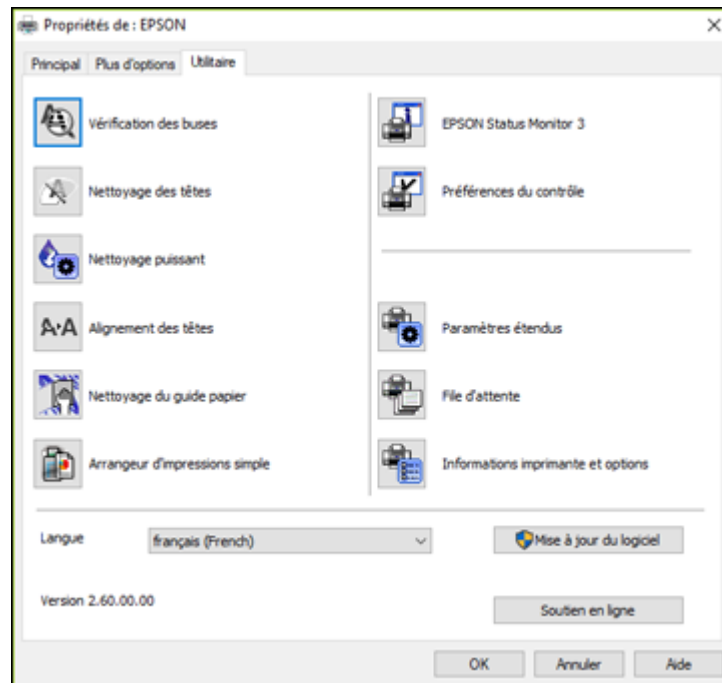 Propriétés de : EPSON
Principal Plus d'options Utilitaire
Vérification des buses
Nettoyage des têtes
Nettoyage puissant
Alignement des têtes
Nettoyage du guide papier
Arrangeur d'impressions simple
EPSON Status Monitor 3
Préférences du contrôle
Paramètres étendus
File d'attente
Informations imprimante et options
Langue
français (French)
Mise à jour du logiciel
Version 2.60.00.00
Soutien en ligne
OK Annuler Aide